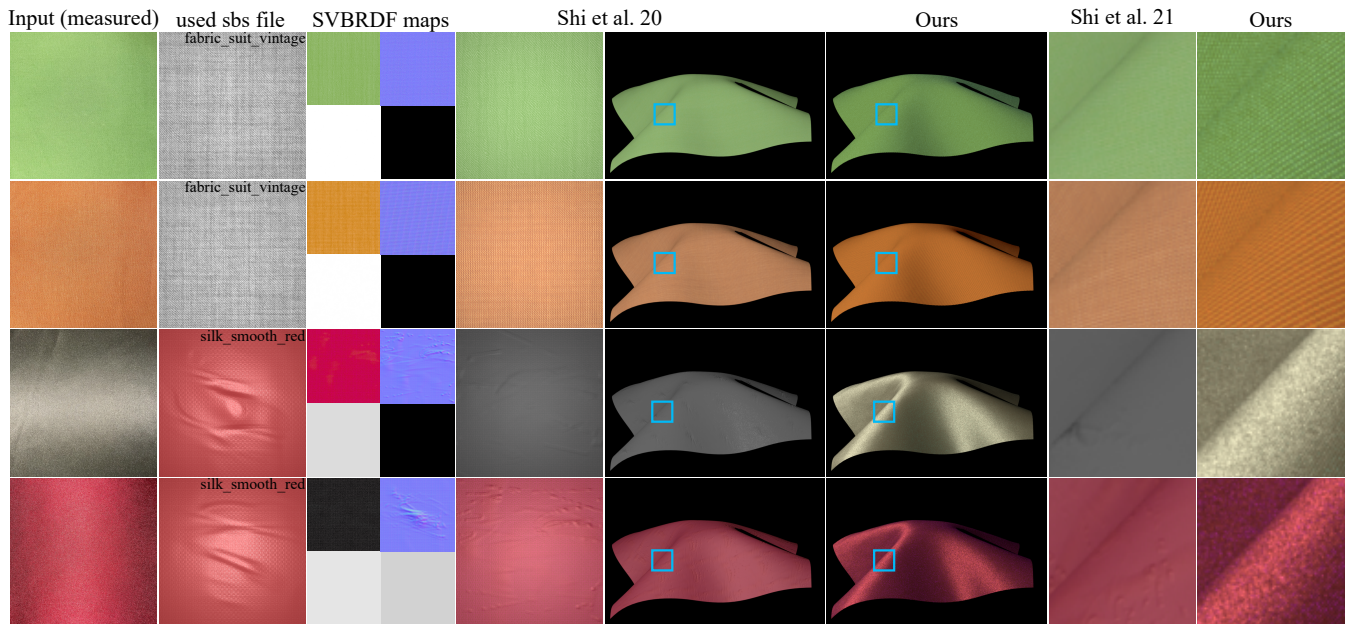 Input (measured)
used sbs file
SVBRDF maps
Shi et al. 20
Ours
Shi et al. 21
Ours
fabric_suit_vintage
fabric_suit_vintage
silk_smooth_red
silk_smooth_red